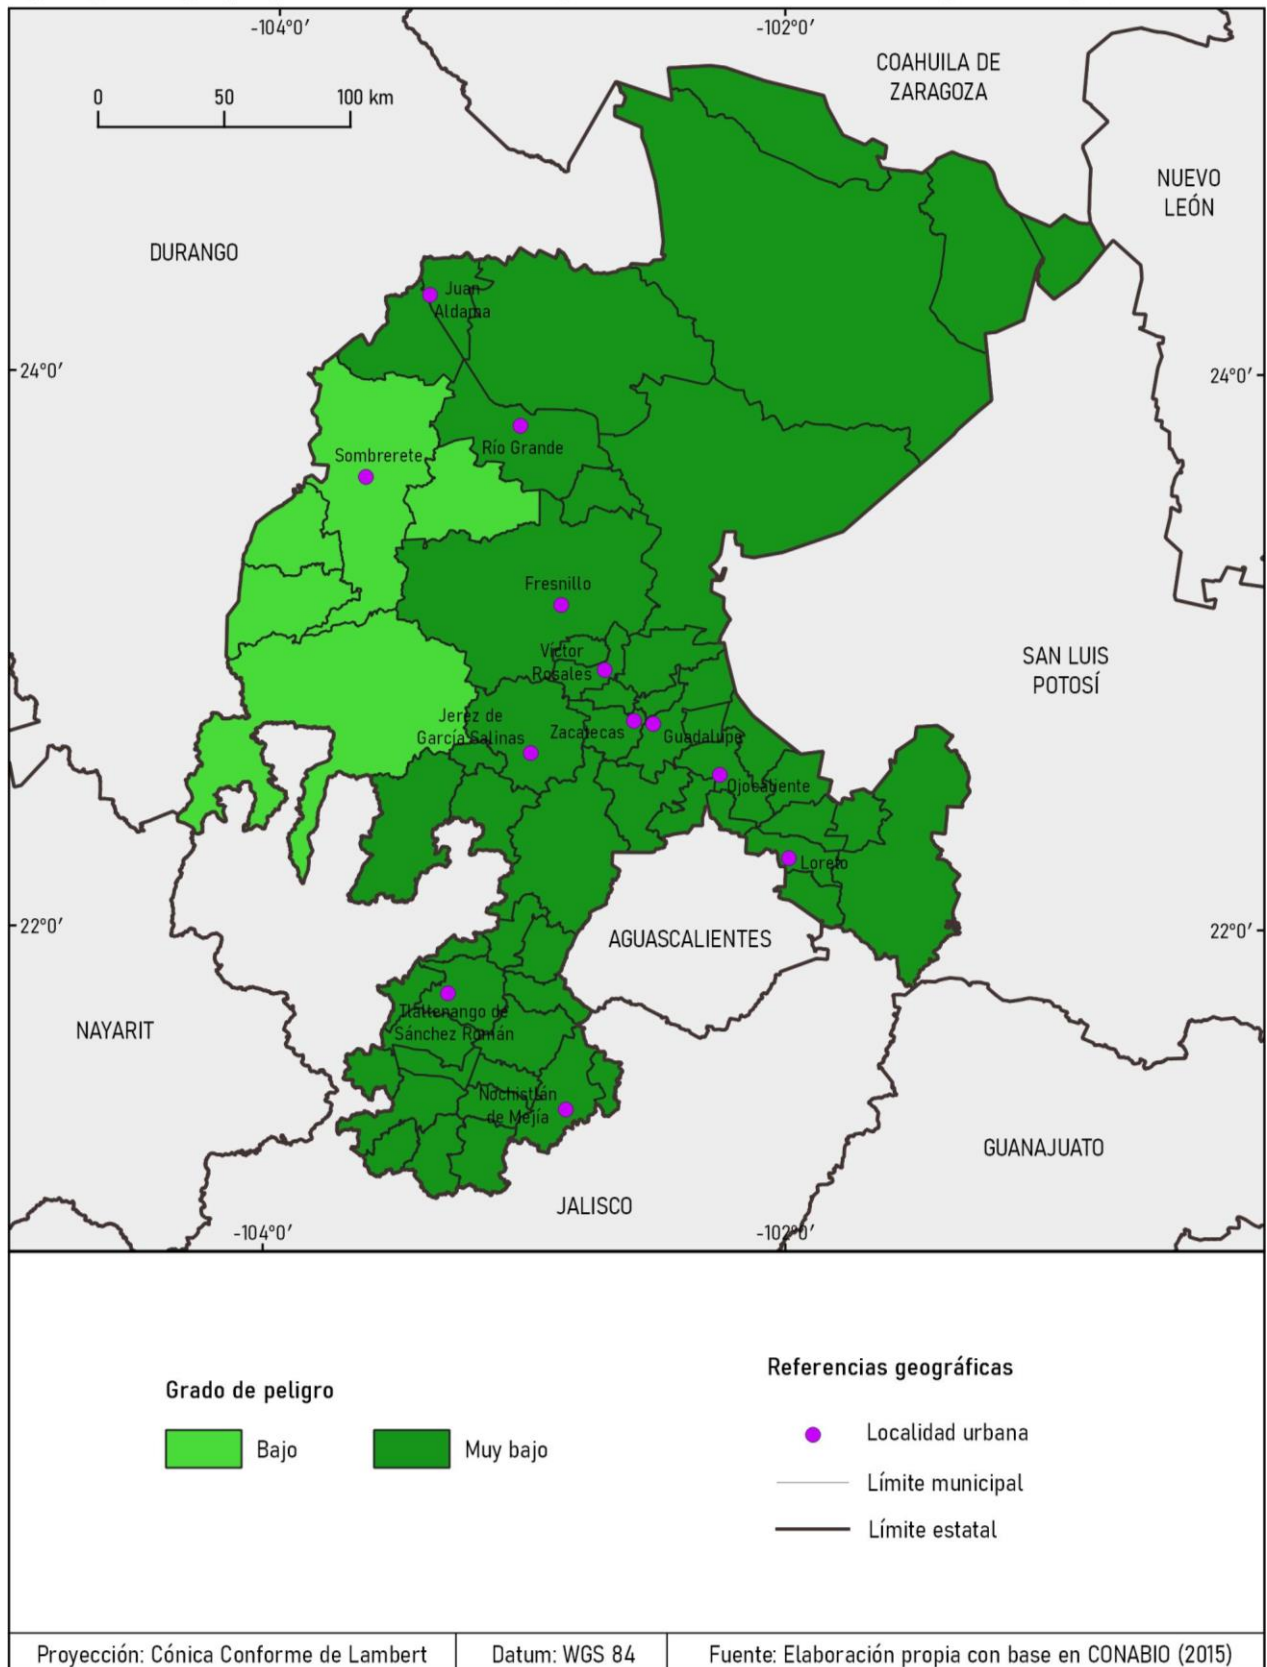 -104°0′
-102°0′
0 50 100 km
COAHUILA DE
ZARAGOZA
NUEVO
LEÓN
DURANGO
Juan
Aldama
24°0′
24°0′
Río Grande
Sombrerete
Fresnillo
Víctor
Rosales
SAN LUIS
POTOSÍ
Jerez de
García Salinas
Zacatecas
Guadalupe
Ojocaliente
Loreto
22°0′
22°0′
AGUASCALIENTES
Tlaltenango de
Sánchez Román
NAYARIT
Nochistlán
de Mejía
GUANAJUATO
JALISCO
-104°0′
-102°0′
Grado de peligro
Bajo
Muy bajo
Referencias geográficas
Localidad urbana
Límite municipal
Límite estatal
Proyección: Cónica Conforme de Lambert
Datum: WGS 84
Fuente: Elaboración propia con base en CONABIO (2015)